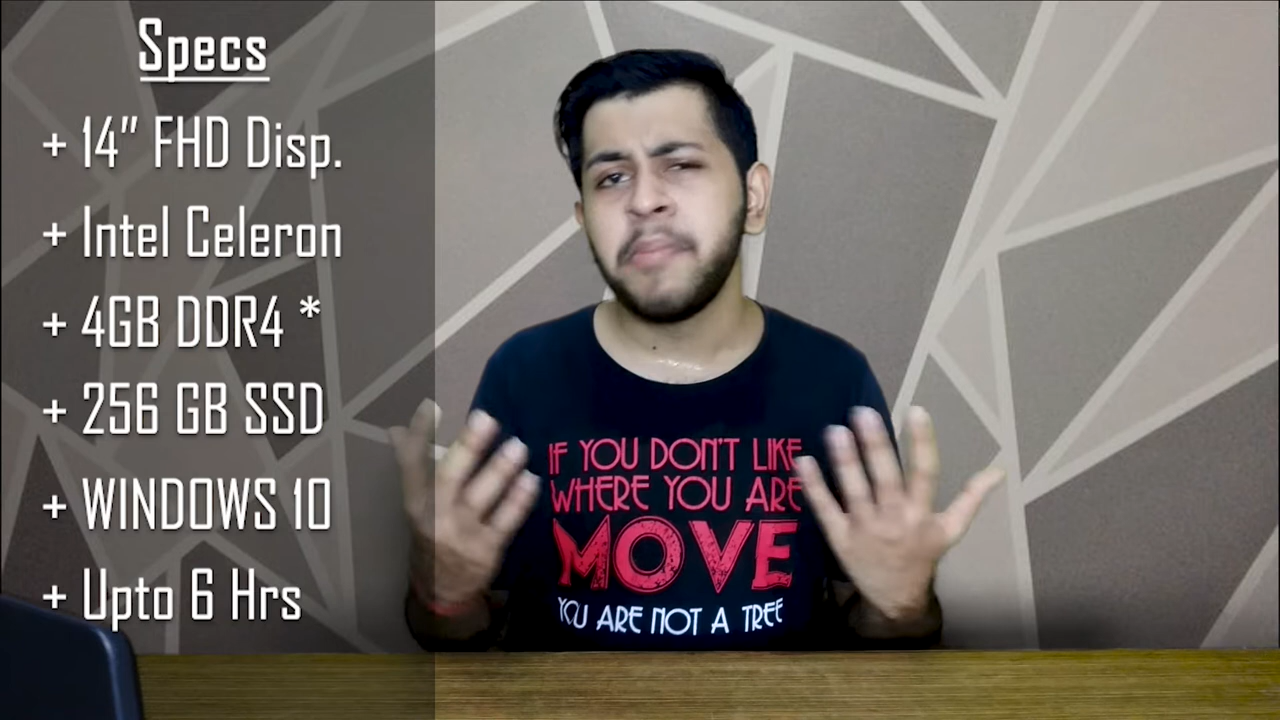 Specs
+ 14" FHD Disp.
+ Intel Celeron
+ 4GB DDR4 *
+ 256 GB SSD
+ WINDOWS 10
+ Upto 6 Hrs
IF YOU DON'T LIKE
WHERE YOU ARE
MOVE
YOU ARE NOT A TREE